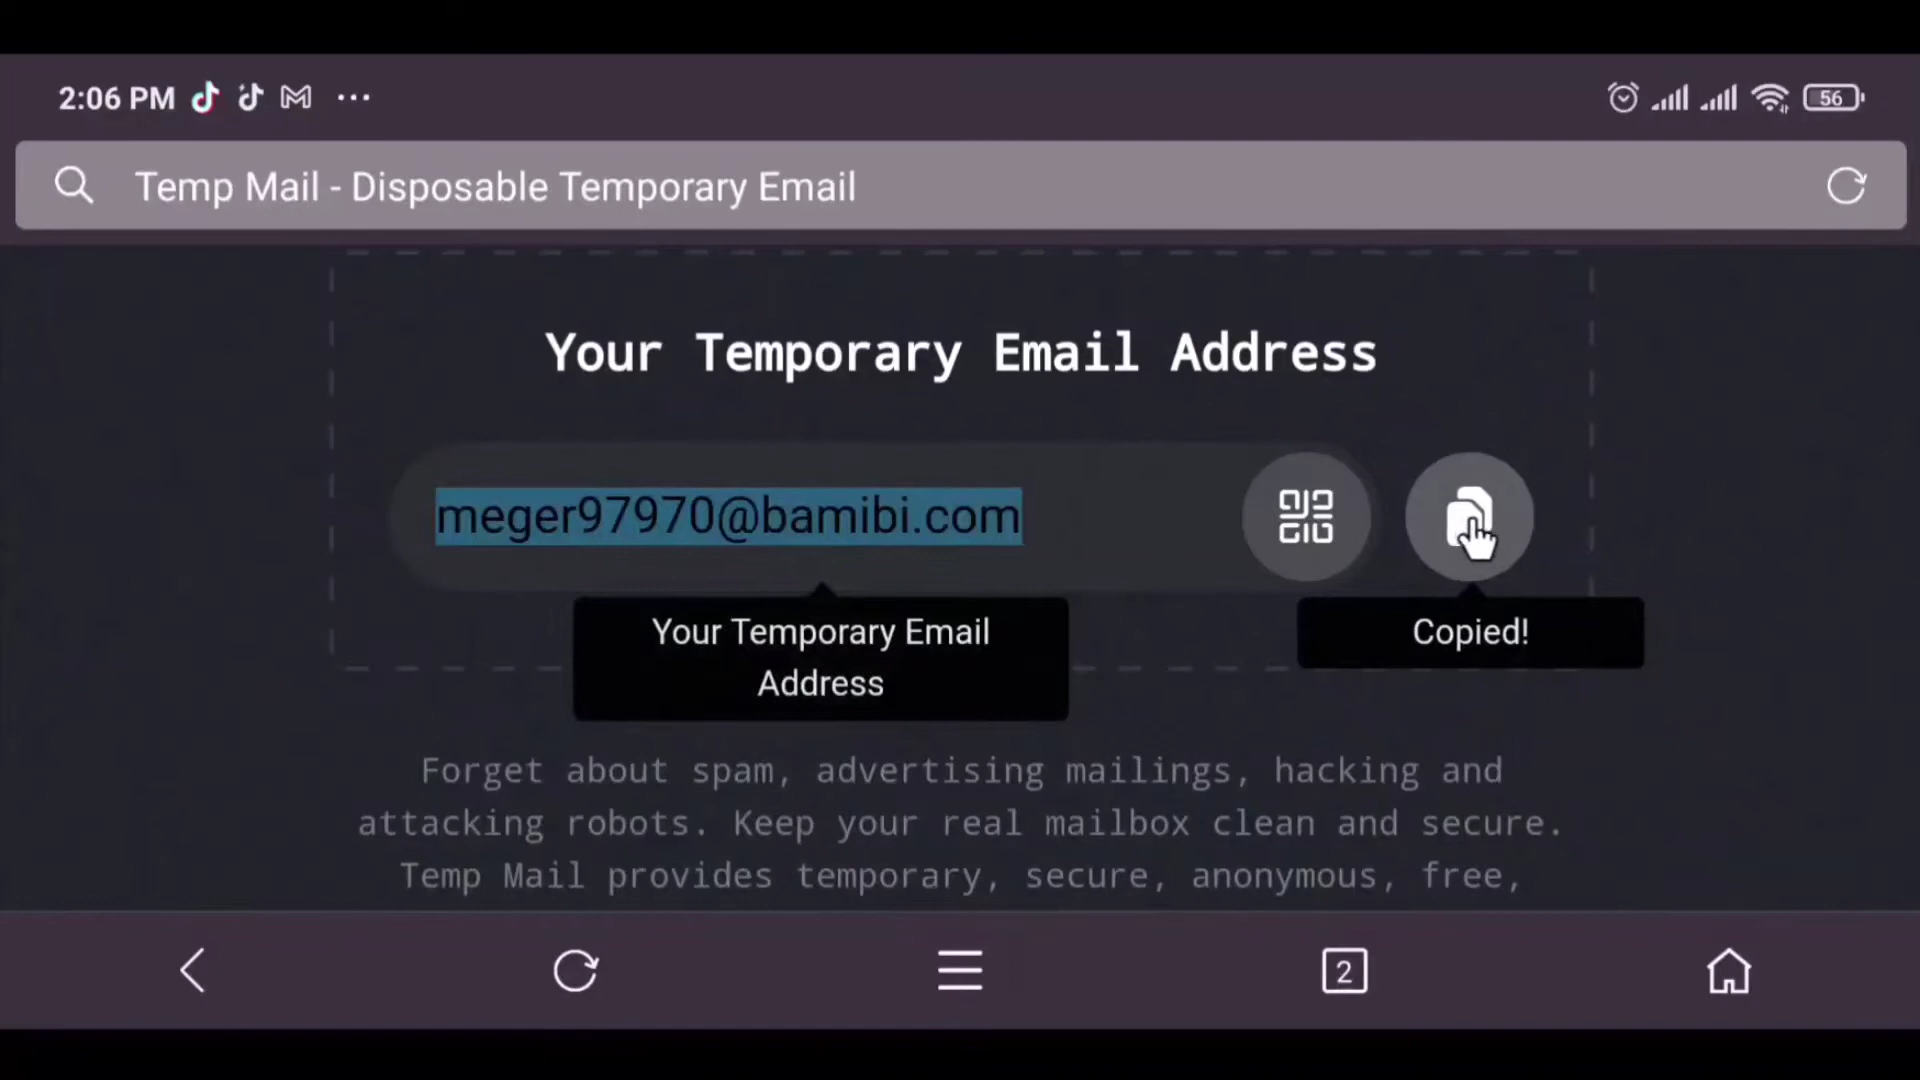 2:06 PM
56
Temp Mail - Disposable Temporary Email
Your Temporary Email Address
meger97970@bamibi.com
Your Temporary Email
Address
Copied!
Forget about spam, advertising mailings, hacking and
attacking robots. Keep your real mailbox clean and secure.
Temp Mail provides temporary, secure, anonymous, free,
2